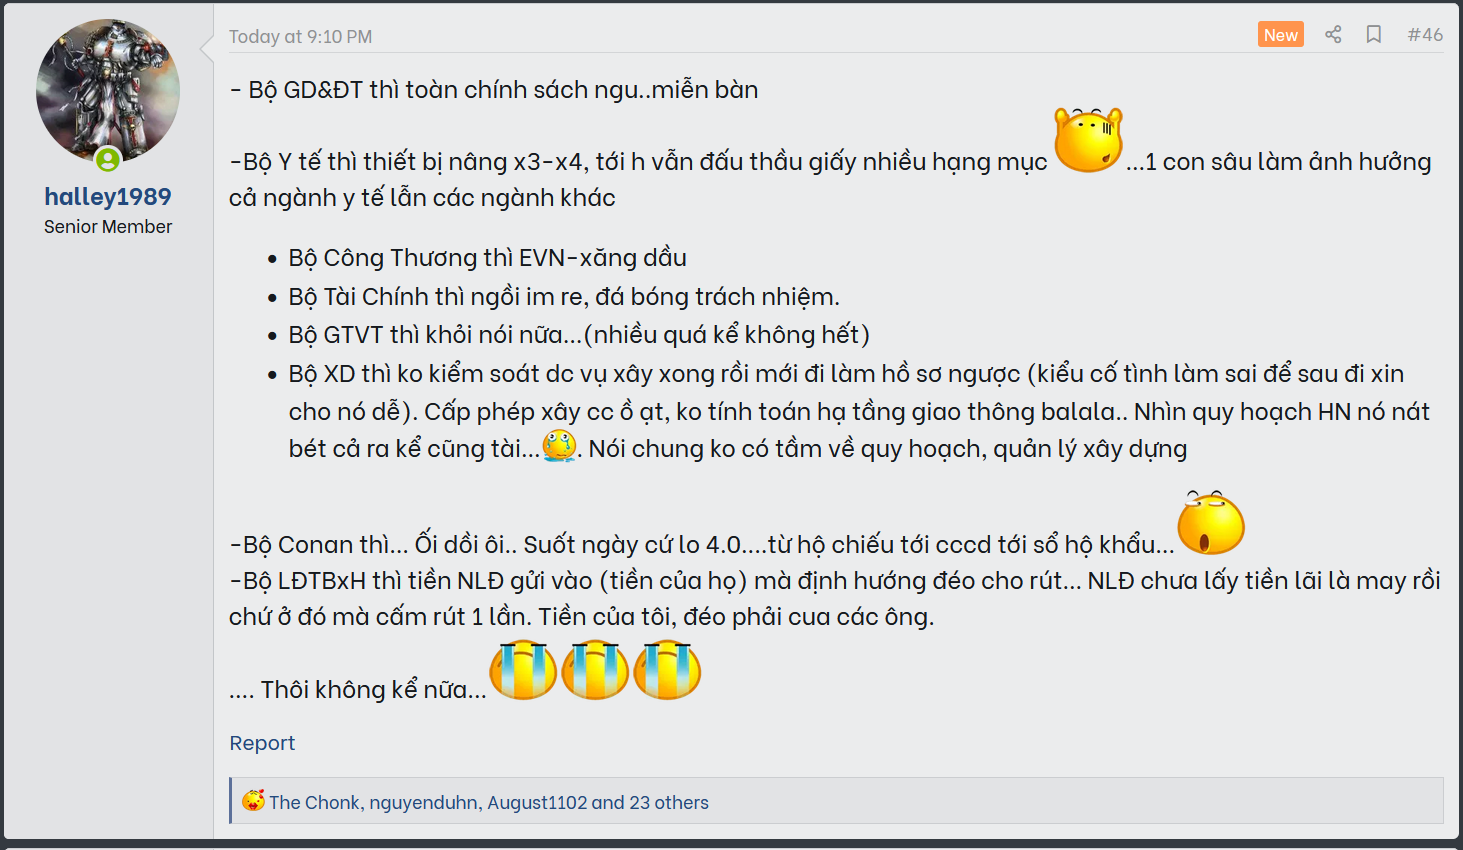 Today at 9:10 PM
New
#46
halley1989
Senior Member
- Bộ GD&ĐT thì toàn chính sách ngu..miễn bàn
-Bộ Y tế thì thiết bị nâng x3-x4, tới h vẫn đấu thầu giấy nhiều hạng mục ...1 con sâu làm ảnh hưởng
cả ngành y tế lẫn các ngành khác
• Bộ Công Thương thì EVN-xăng dầu
• Bộ Tài Chính thì ngồi im re, đá bóng trách nhiệm.
• Bộ GTVT thì khỏi nói nữa...(nhiều quá kể không hết)
• Bộ XD thì ko kiểm soát dc vụ xây xong rồi mới đi làm hồ sơ ngược (kiểu cố tình làm sai để sau đi xin
cho nó dễ). Cấp phép xây cc ồ ạt, ko tính toán hạ tầng giao thông balala.. Nhìn quy hoạch HN nó nát
bét cả ra kể cũng tài.... Nói chung ko có tầm về quy hoạch, quản lý xây dựng
-Bộ Conan thì... Ối dồi ôi.. Suốt ngày cứ lo 4.0....từ hộ chiếu tới cccd tới sổ hộ khẩu...
-Bộ LĐTBxH thì tiền NLĐ gửi vào (tiền của họ) mà định hướng đéo cho rút... NLĐ chưa lấy tiền lãi là may rồi
chứ ở đó mà cấm rút 1 lần. Tiền của tôi, đéo phải cua các ông.
.... Thôi không kể nữa...
Report
The Chonk, nguyenduhn, August1102 and 23 others